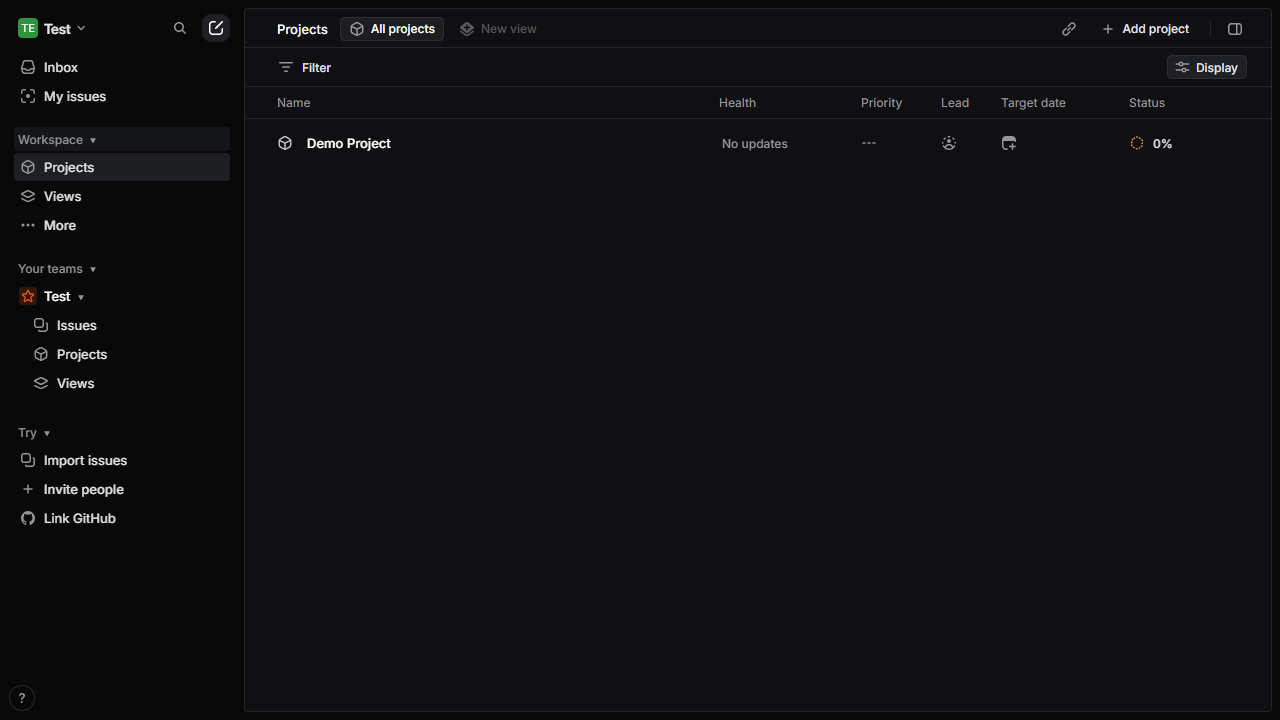 TE Test
Inbox
My issues
Workspace
Projects
Views
More
Your teams
Test
Issues
Projects
Views
Try
Import issues
Invite people
Link GitHub
?
Projects All projects New view Add project
Filter Display
Name Health Priority Lead Target date Status
Demo Project No updates --- 0%